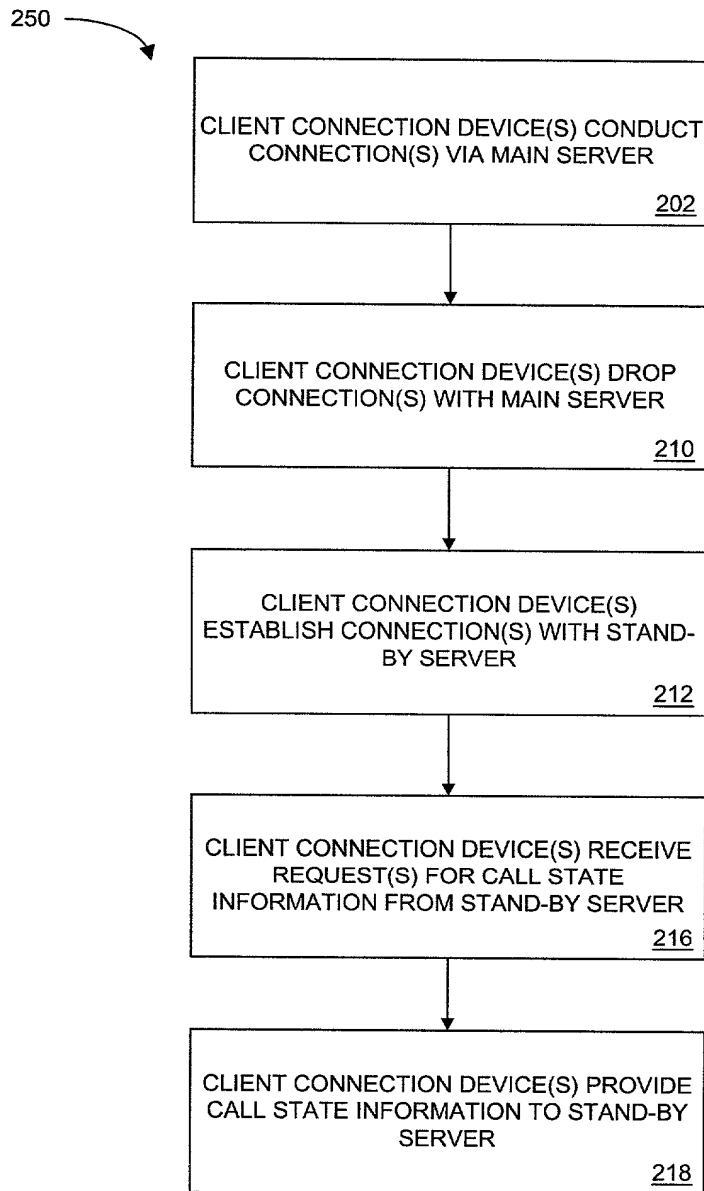 250
CLIENT CONNECTION DEVICE(S) CONDUCT
CONNECTION(S) VIA MAIN SERVER
202
CLIENT CONNECTION DEVICE(S) DROP
CONNECTION(S) WITH MAIN SERVER
210
CLIENT CONNECTION DEVICE(S)
ESTABLISH CONNECTION(S) WITH STAND-
BY SERVER
212
CLIENT CONNECTION DEVICE(S) RECEIVE
REQUEST(S) FOR CALL STATE
INFORMATION FROM STAND-BY SERVER
216
CLIENT CONNECTION DEVICE(S) PROVIDE
CALL STATE INFORMATION TO STAND-BY
SERVER
218